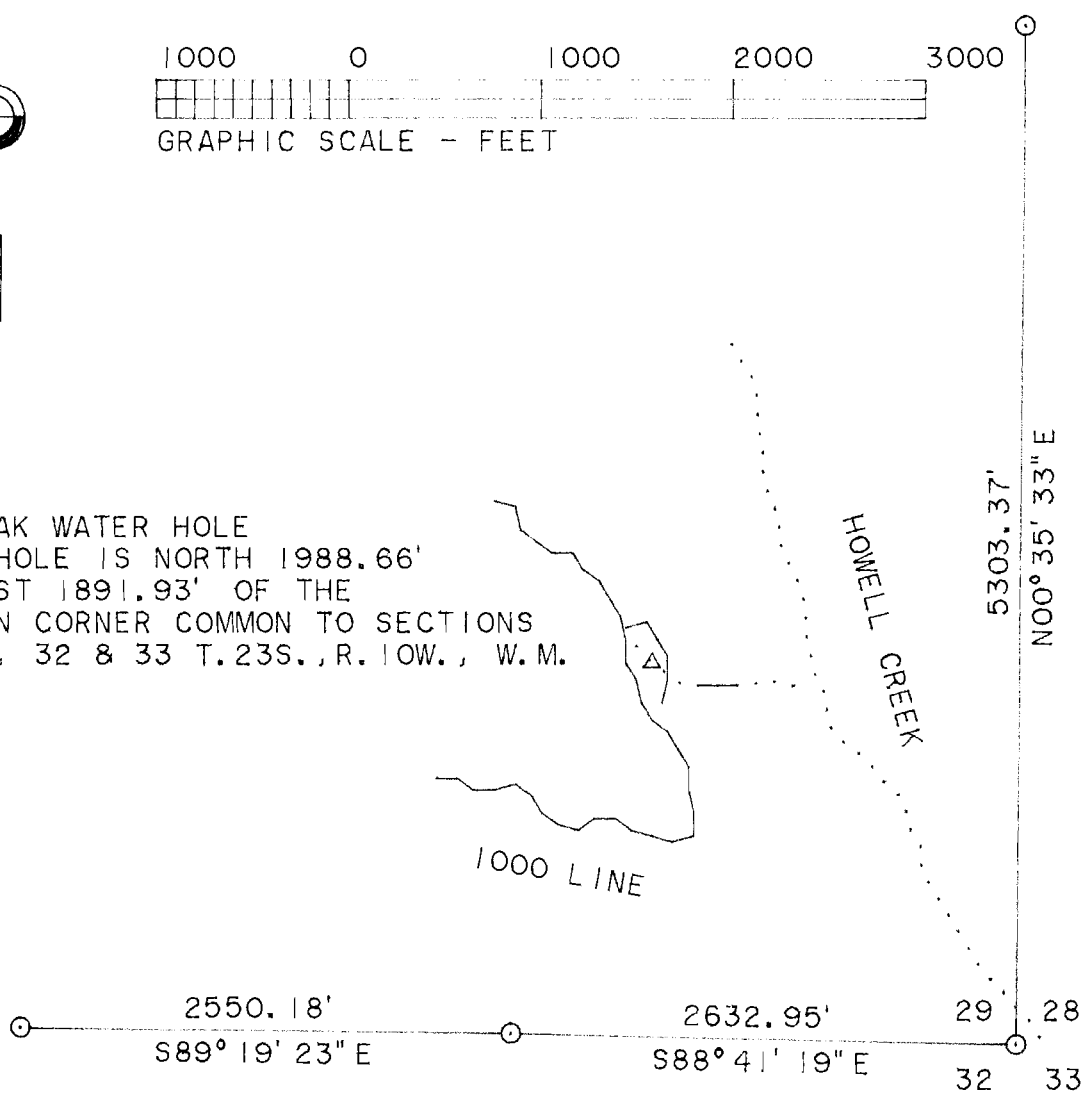 1000 0 1000 2000 3000
GRAPHIC SCALE - FEET
AK WATER HOLE
HOLE IS NORTH 1988.66'
ST 1891.93' OF THE
N CORNER COMMON TO SECTIONS
, 32 & 33 T.23S.,R.10W., W.M.
HOWELL CREEK
5303.37'
N00°35'33"E
1000 LINE
2550.18'
S89°19'23"E
2632.95'
S88°41'19"E
29 28
32 33